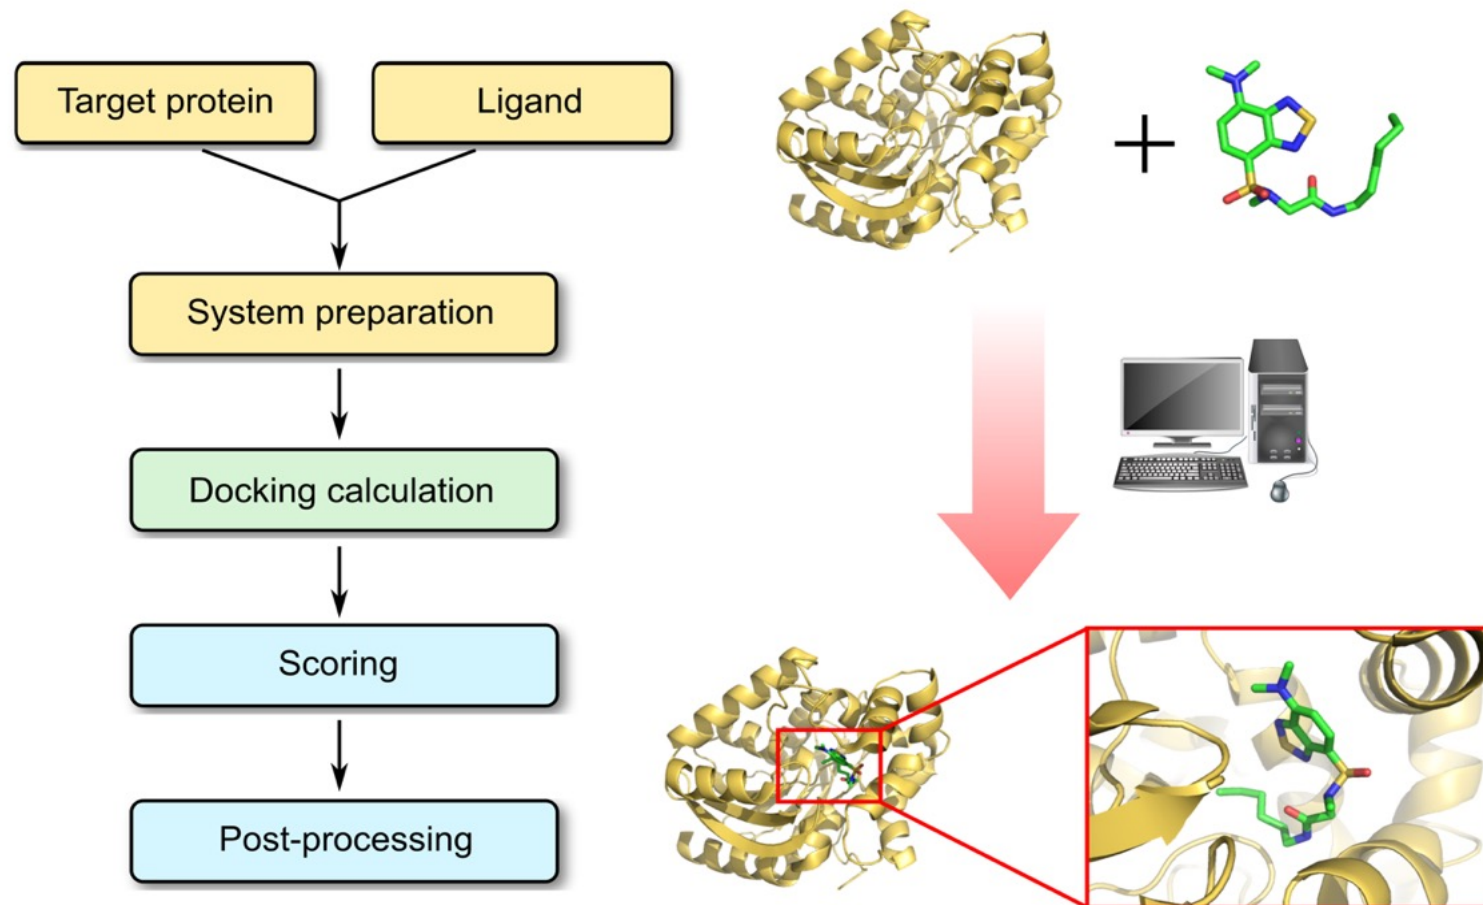 Target protein
Ligand
System preparation
Docking calculation
Scoring
Post-processing